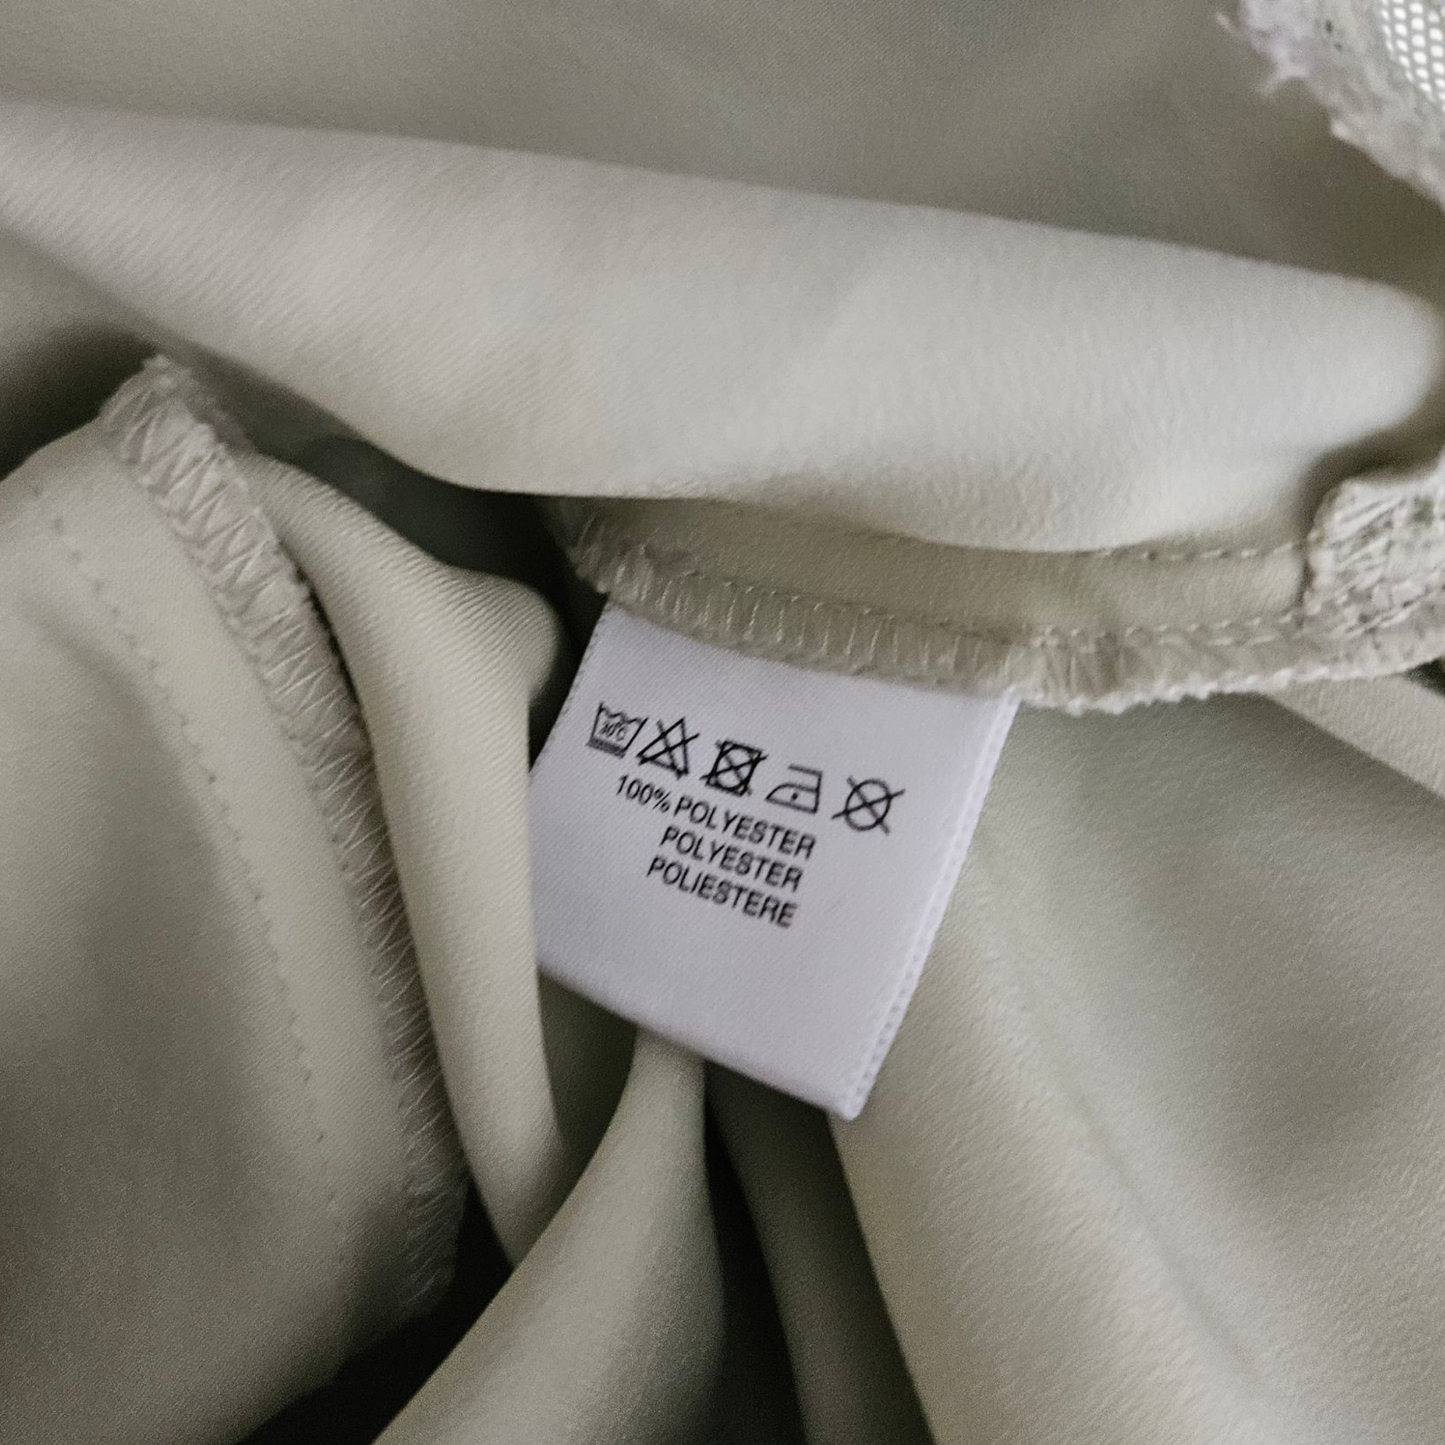 30°C
100% POLYESTER
POLYESTER
POLIESTERE